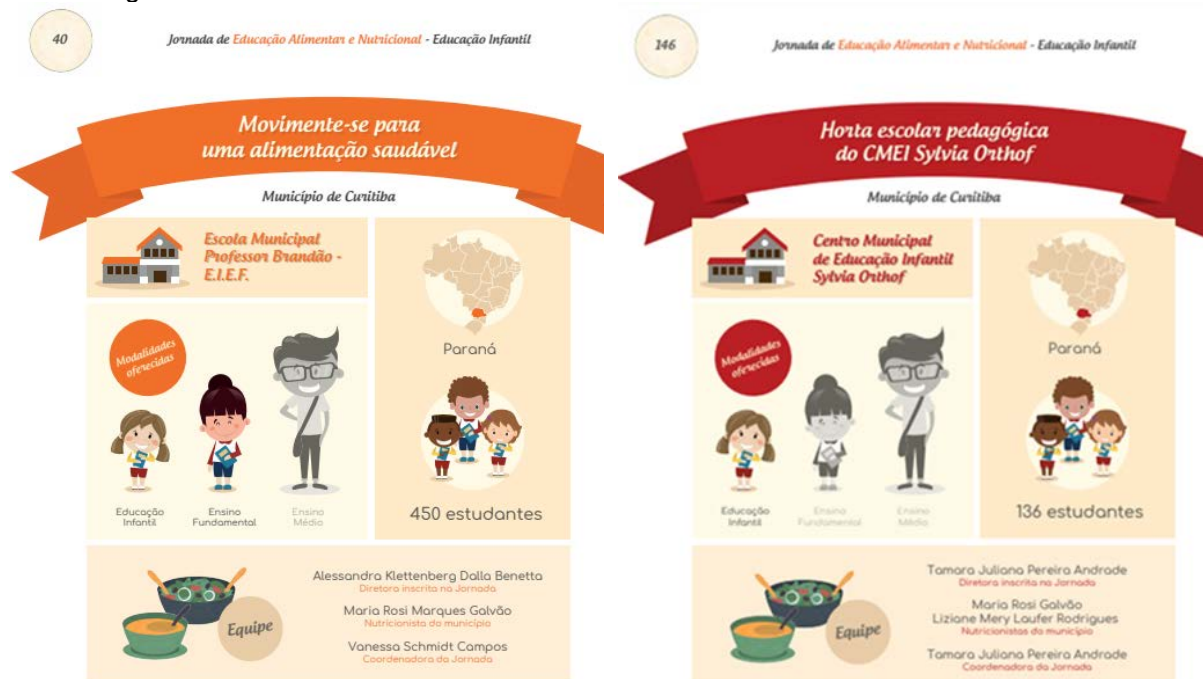 40
Jornada de Educação Alimentar e Nutricional - Educação Infantil
Movimente-se para
uma alimentação saudável
Município de Curitiba
Escola Municipal
Professor Brandão -
E.I.E.F.
Paraná
Modalidades
oferecidas
Educação
Infantil
Ensino
Fundamental
Ensino
Médio
450 estudantes
Equipe
Alessandra Klettenberg Dalla Benetta
Diretora inscrita na Jornada
Maria Rosi Marques Galvão
Nutricionista do município
Vanessa Schmidt Campos
Coordenadora da Jornada
146
Jornada de Educação Alimentar e Nutricional - Educação Infantil
Horta escolar pedagógica
do CMEI Sylvia Orthof
Município de Curitiba
Centro Municipal
de Educação Infantil
Sylvia Orthof
Paraná
Modalidades
oferecidas
Educação
Infantil
Ensino
Fundamental
Ensino
Médio
136 estudantes
Equipe
Tamara Juliana Pereira Andrade
Diretora inscrita na Jornada
Maria Rosi Galvão
Liziane Mery Laufer Rodrigues
Nutricionistas do município
Tamara Juliana Pereira Andrade
Coordenadora da Jornada